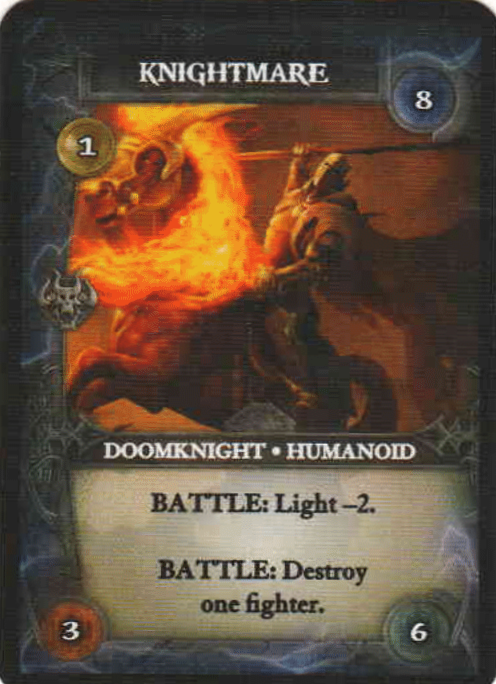 KNIGHTMARE
8
1
DOOMKNIGHT • HUMANOID
BATTLE: Light –2.
BATTLE: Destroy
one fighter.
3
6